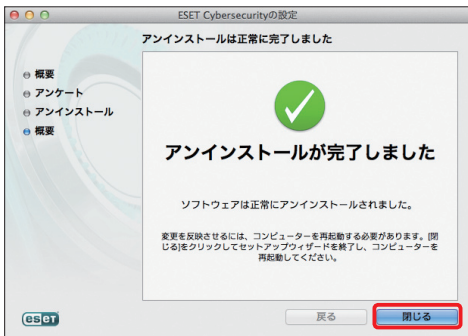 ESET Cybersecurityの設定
アンインストールは正常に完了しました
概要
アンケート
アンインストール
概要
アンインストールが完了しました
ソフトウェアは正常にアンインストールされました。
変更を反映させるには、コンピューターを再起動する必要があります。[閉
じる]をクリックしてセットアップウィザードを終了し、コンピューターを
再起動してください。
eseT
戻る
閉じる